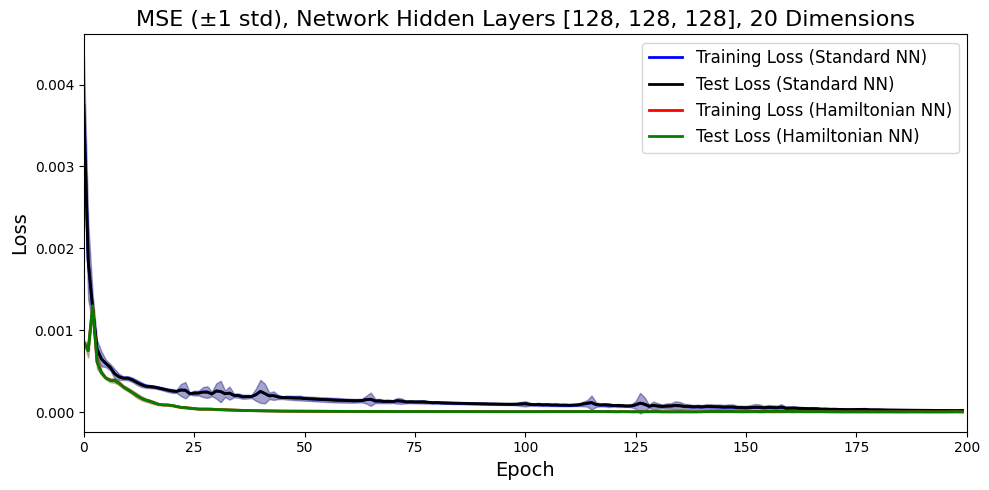 MSE (±1 std), Network Hidden Layers [128, 128, 128], 20 Dimensions
Training Loss (Standard NN)
Test Loss (Standard NN)
Training Loss (Hamiltonian NN)
Test Loss (Hamiltonian NN)
Loss
0.004
0.003
0.002
0.001
0.000
0 25 50 75 100 125 150 175 200
Epoch